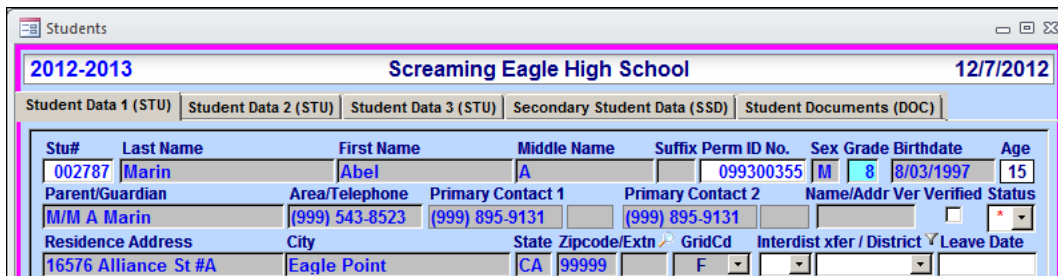 Students
2012-2013 Screaming Eagle High School 12/7/2012
Student Data 1 (STU) Student Data 2 (STU) Student Data 3 (STU) Secondary Student Data (SSD) Student Documents (DOC)
Stu# Last Name First Name Middle Name Suffix Perm ID No. Sex Grade Birthdate Age
002787 Marin Abel A 099300355 M 8 8/03/1997 15
Parent/Guardian Area/Telephone Primary Contact 1 Primary Contact 2 Name/Addr Ver Verified Status
M/M A Marin (999) 543-8523 (999) 895-9131 (999) 895-9131 *
Residence Address City State Zipcode/Extn GridCd Interdist xfer / District Leave Date
16576 Alliance St #A Eagle Point CA 99999 F